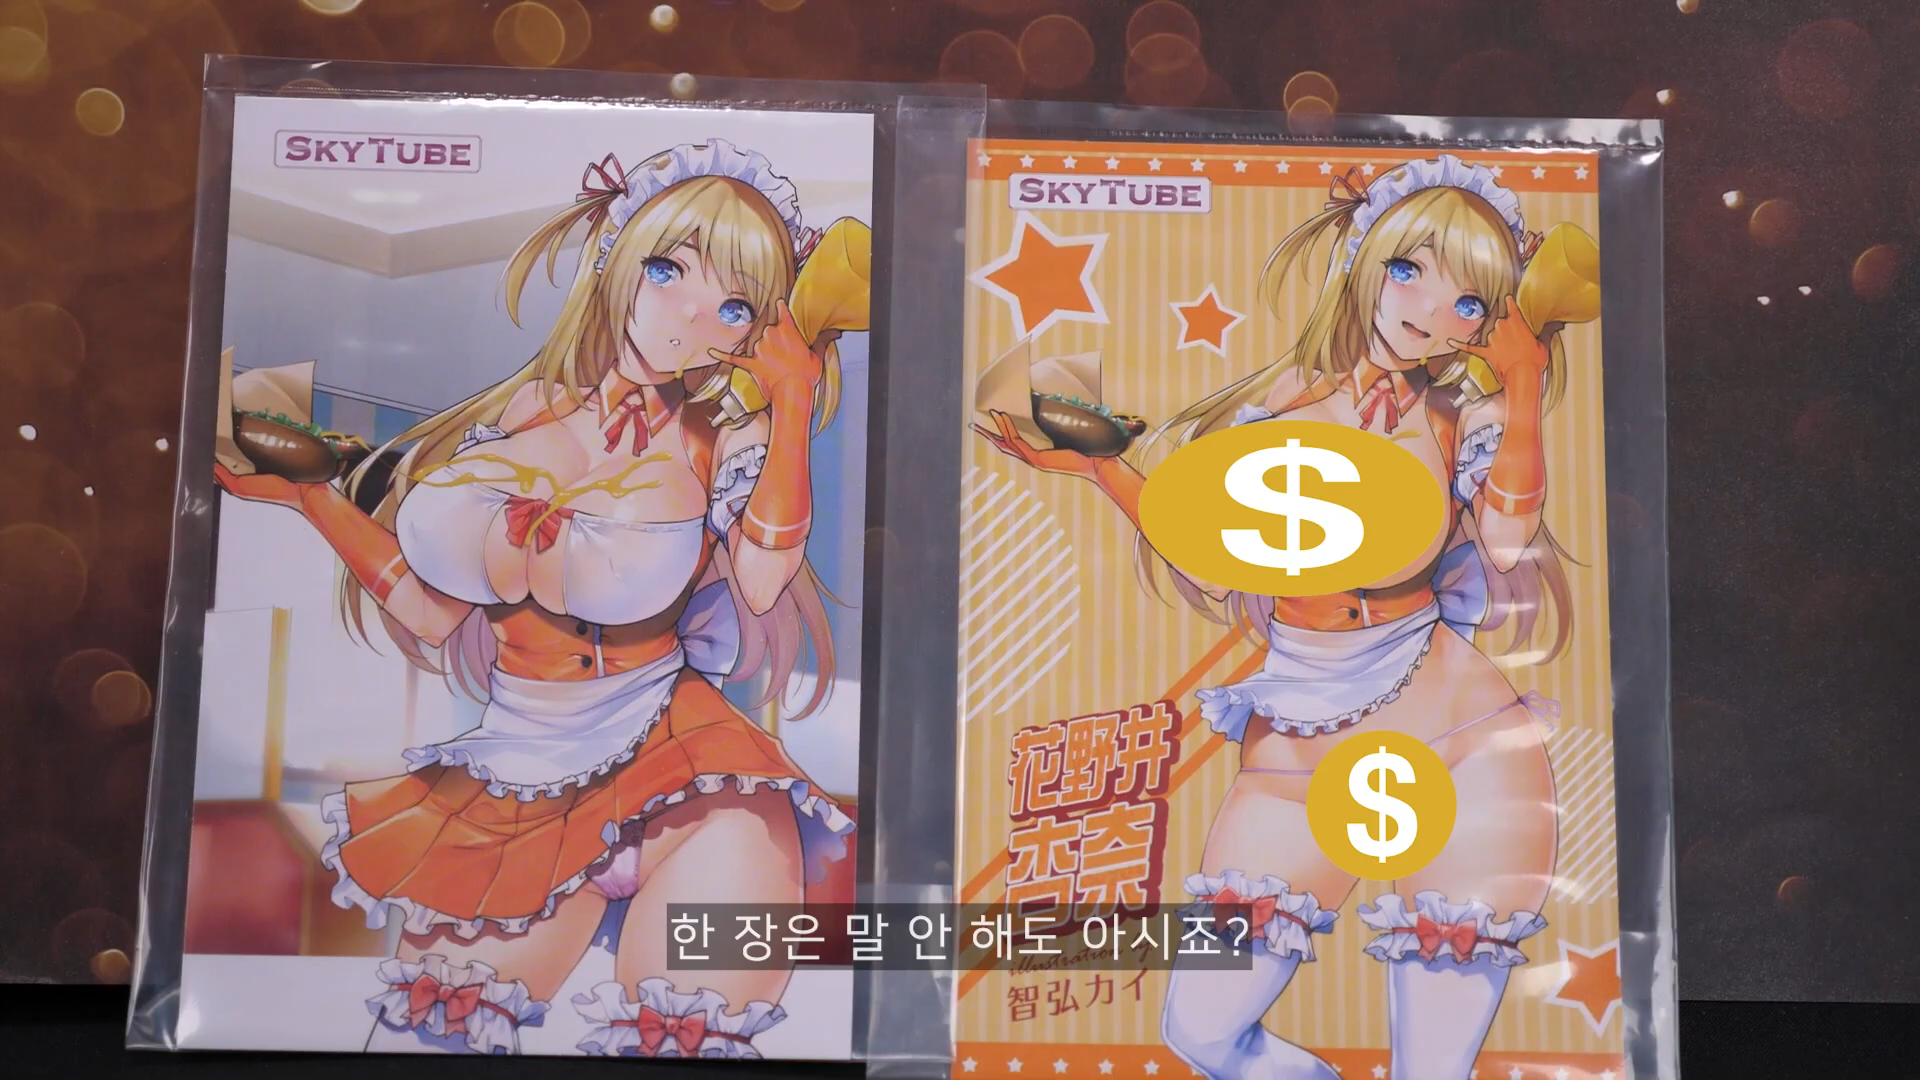 SKYTUBE
SKYTUBE
$
$
花野井
杏奈
illustration
智弘カイ
한 장은 말 안 해도 아시죠?